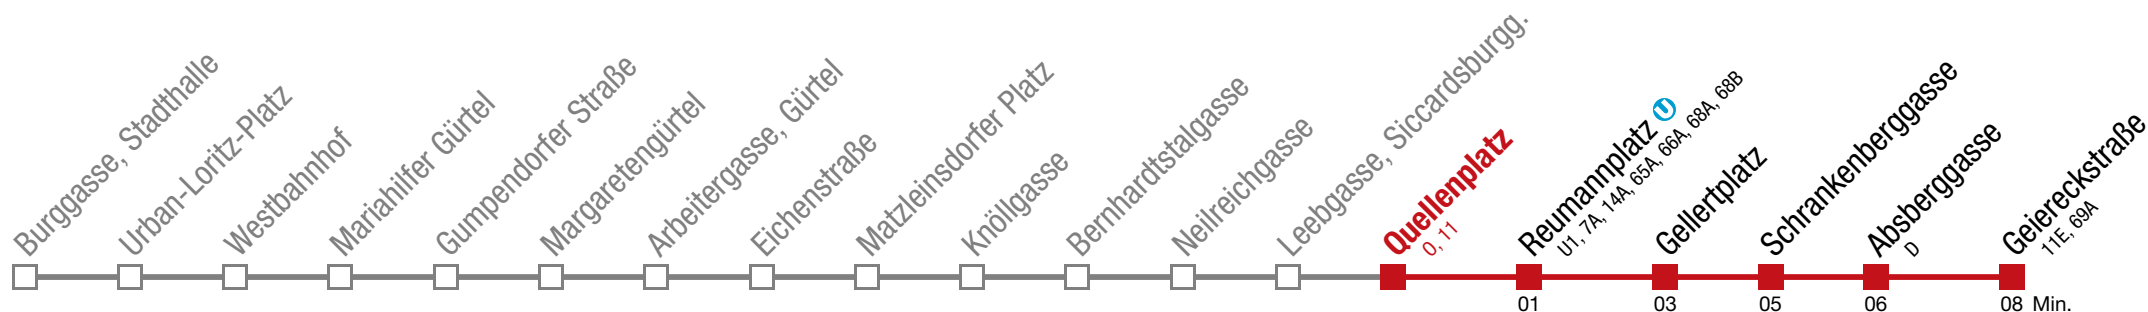 Burggasse, Stadthalle
Urban-Loritz-Platz
Westbahnhof
Mariahilfer Gürtel
Gumpendorfer Straße
Margaretengürtel
Arbeitergasse, Gürtel
Eichenstraße
Matzleinsdorfer Platz
Knöllgasse
Bernhardtstalgasse
Neilreichgasse
Leebgasse, Siccardsburgg.
Quellenplatz
O, 11
Reumannplatz U
U1, 7A, 14A, 65A, 66A, 68A, 68B
Gellertplatz
Schrankenberggasse
Absberggasse
D
Geiereckstraße
11E, 69A
01 03 05 06 08 Min.